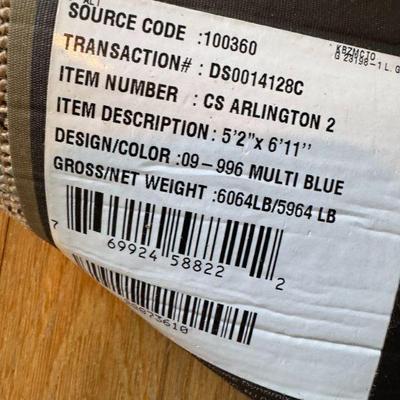 SOURCE CODE :100360
TRANSACTION# : DS0014128C
ITEM NUMBER : CS ARLINGTON 2
ITEM DESCRIPTION : 5'2"x 6'11''
DESIGN/COLOR :09-996 MULTI BLUE
GROSS/NET WEIGHT :6064LB/5964 LB
7 69924 58822 2